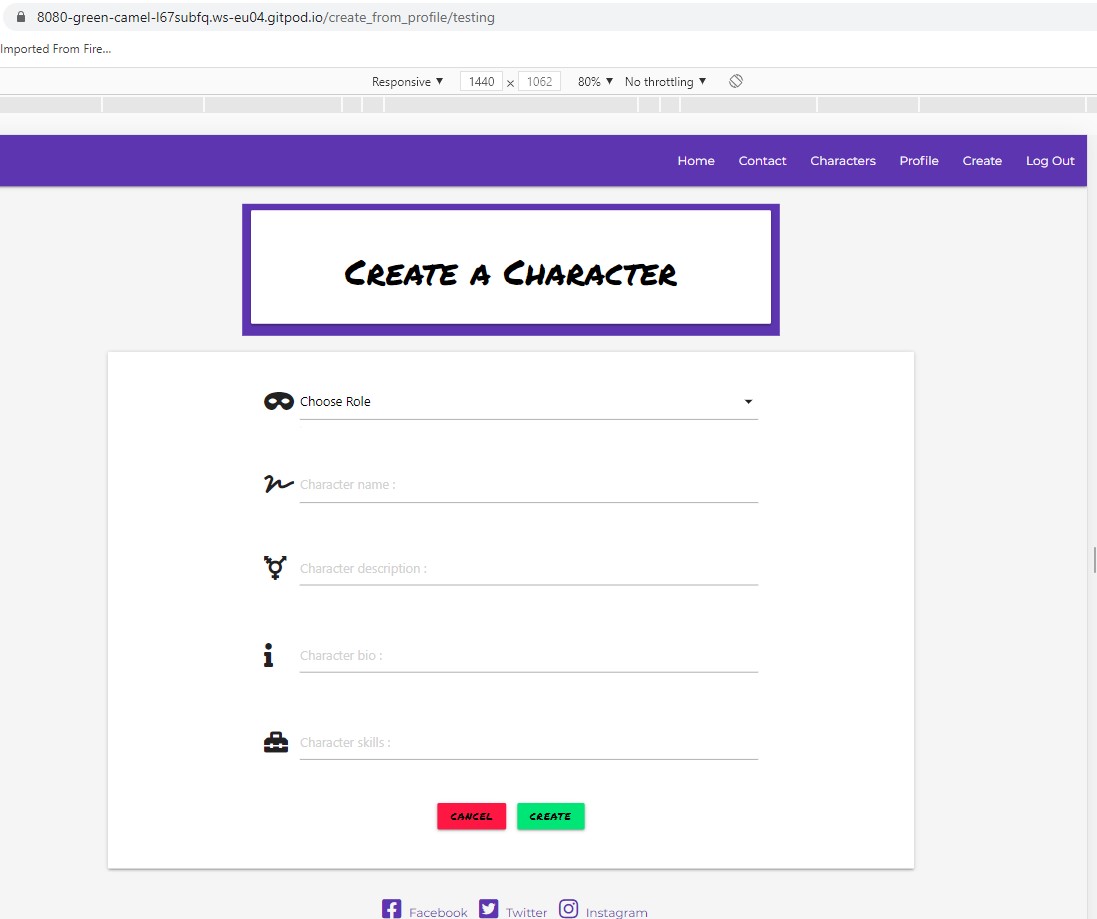 8080-green-camel-l67subfq.ws-eu04.gitpod.io/create_from_profile/testing
Imported From Fire...
Responsive ▼ 1440 x 1062 80% ▼ No throttling ▼
Home Contact Characters Profile Create Log Out
Create a Character
Choose Role
Character name :
Character description :
Character bio :
Character skills :
CANCEL CREATE
Facebook Twitter Instagram